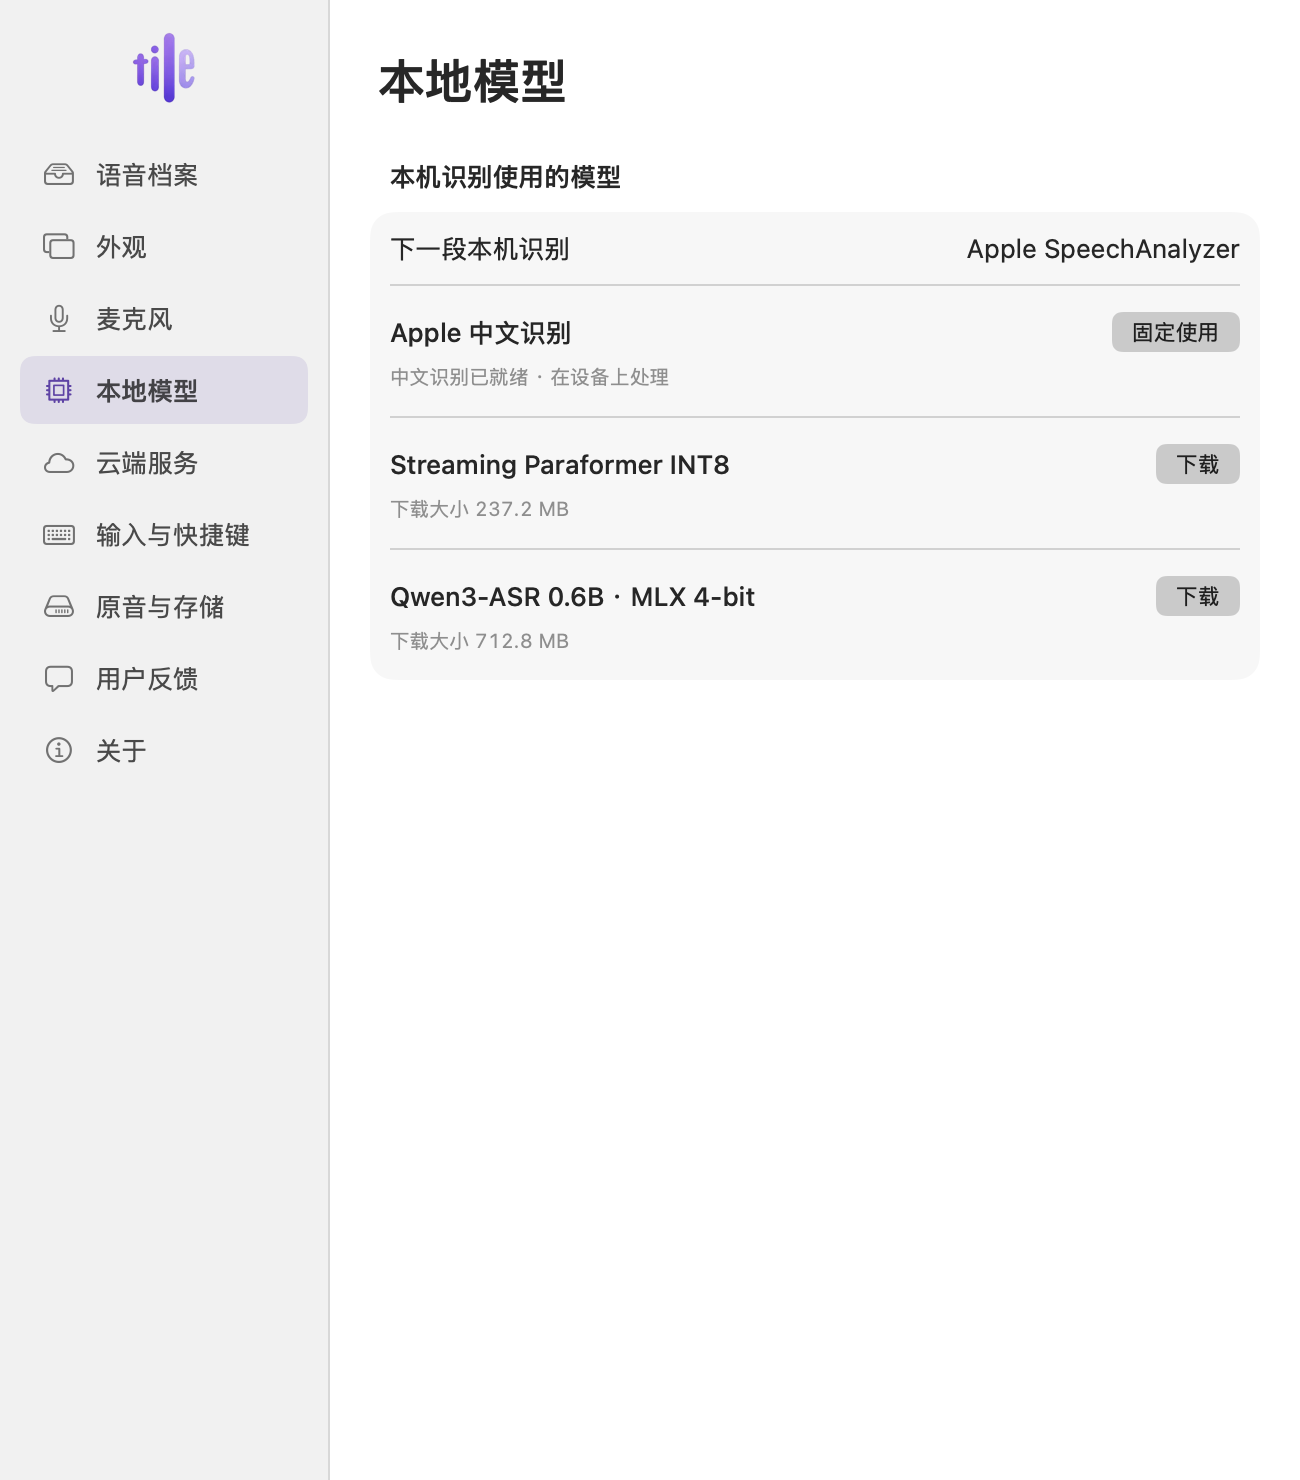 tile
语音档案
外观
麦克风
本地模型
云端服务
输入与快捷键
原音与存储
用户反馈
关于
本地模型
本机识别使用的模型
下一段本机识别 Apple SpeechAnalyzer
Apple 中文识别 固定使用
中文识别已就绪 · 在设备上处理
Streaming Paraformer INT8 下载
下载大小 237.2 MB
Qwen3-ASR 0.6B · MLX 4-bit 下载
下载大小 712.8 MB